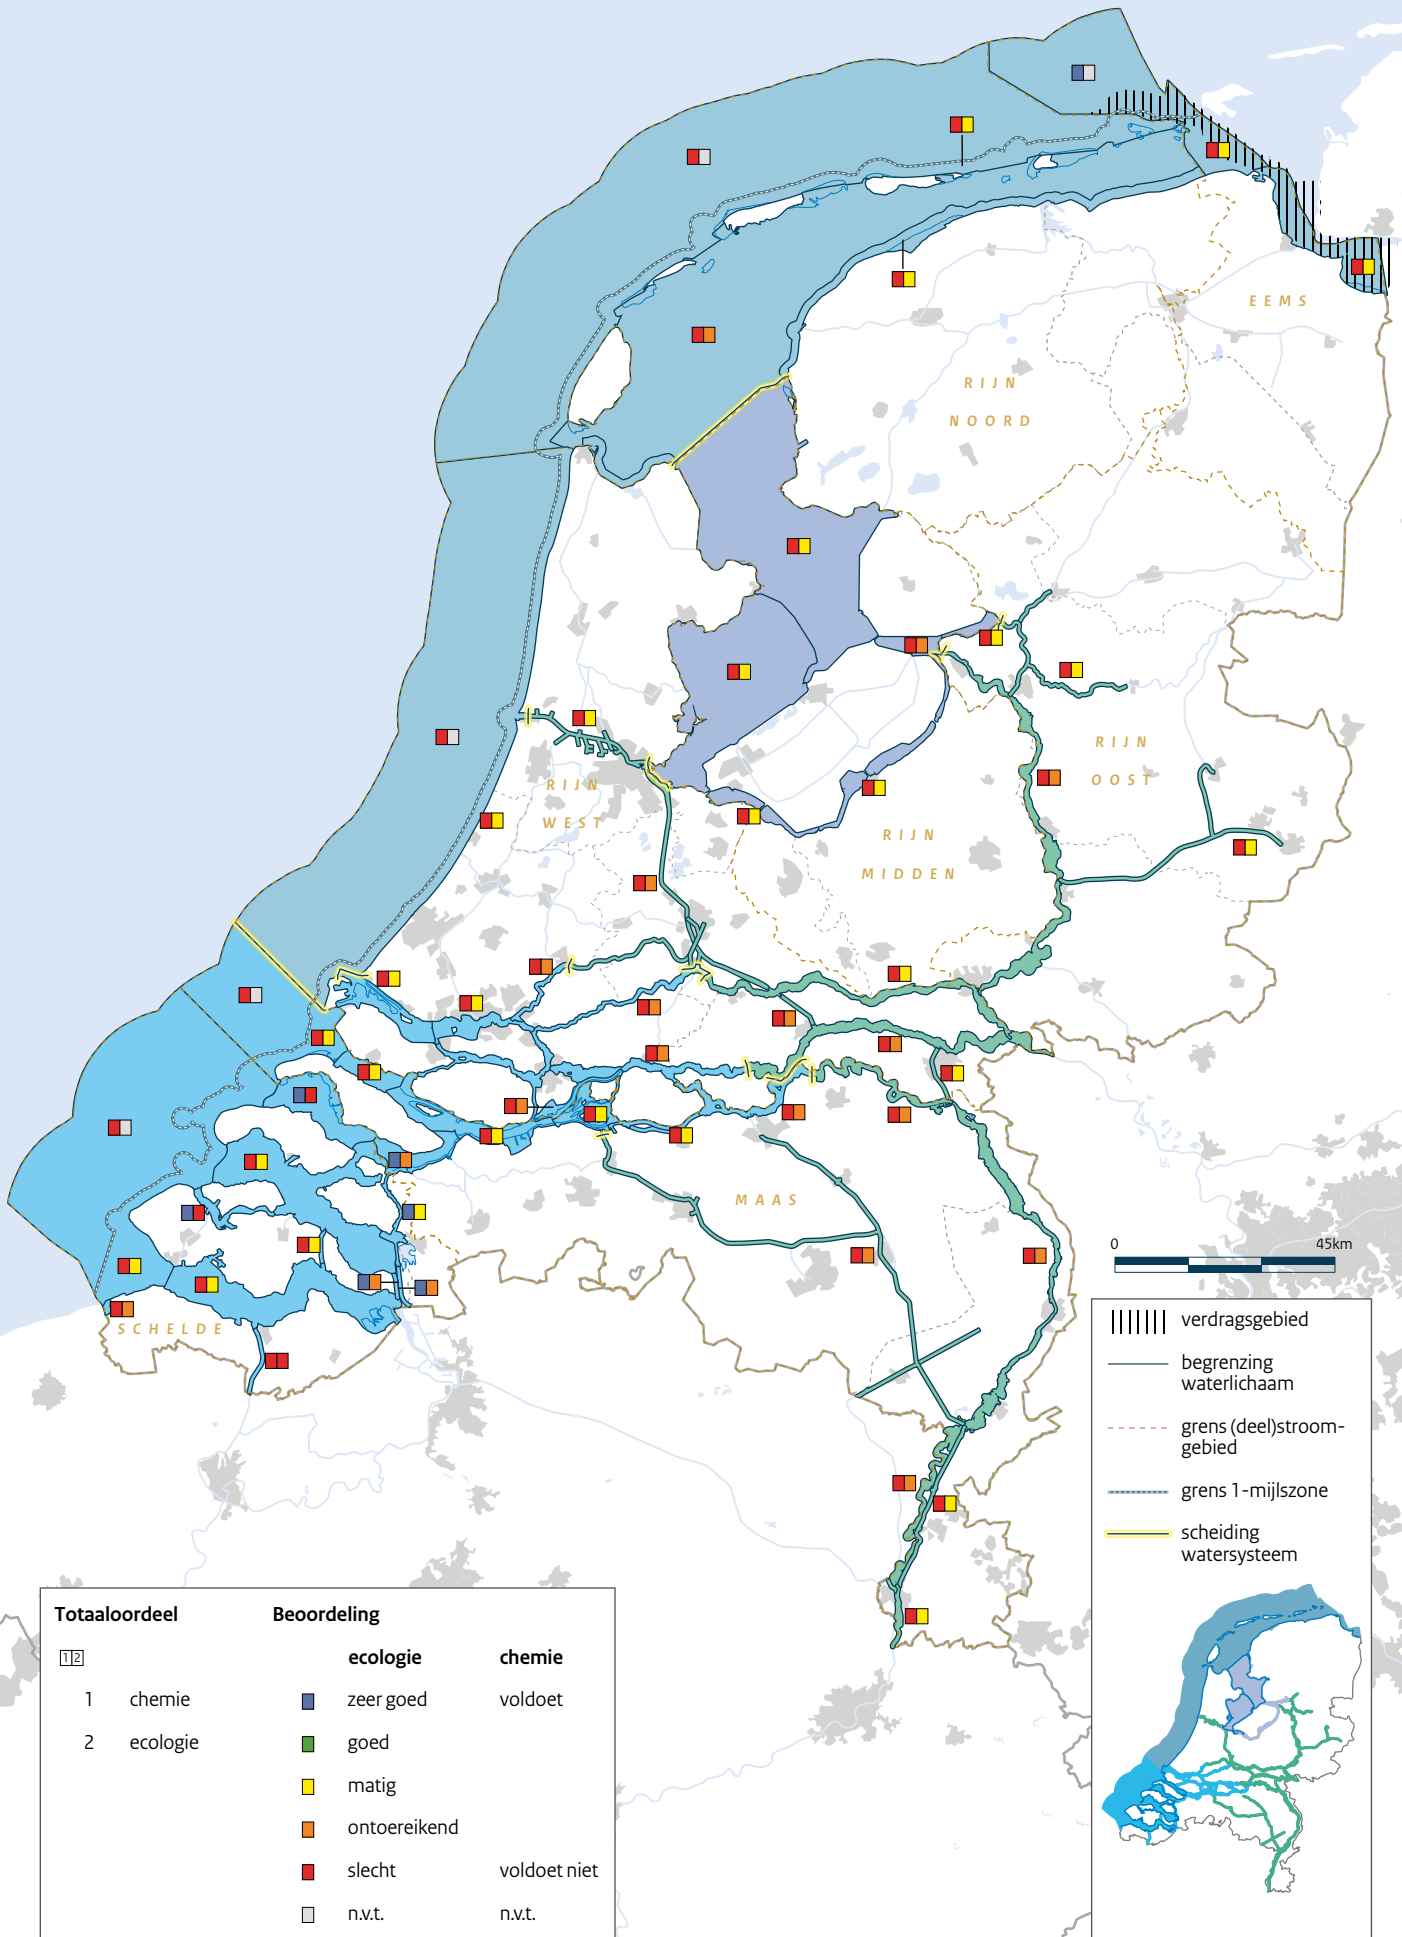 EEMS
RIJN
NOORD
RIJN
OOST
RIJN
WEST
RIJN
MIDDEN
MAAS
SCHELDE
0 45km
verdragsgebied
begrenzing
waterlichaam
grens (deel)stroom-
gebied
grens 1-mijlszone
scheiding
watersysteem
Totaaloordeel Beoordeling
1 2 ecologie chemie
1 chemie zeer goed voldoet
2 ecologie goed
matig
ontoereikend
slecht voldoet niet
n.v.t. n.v.t.